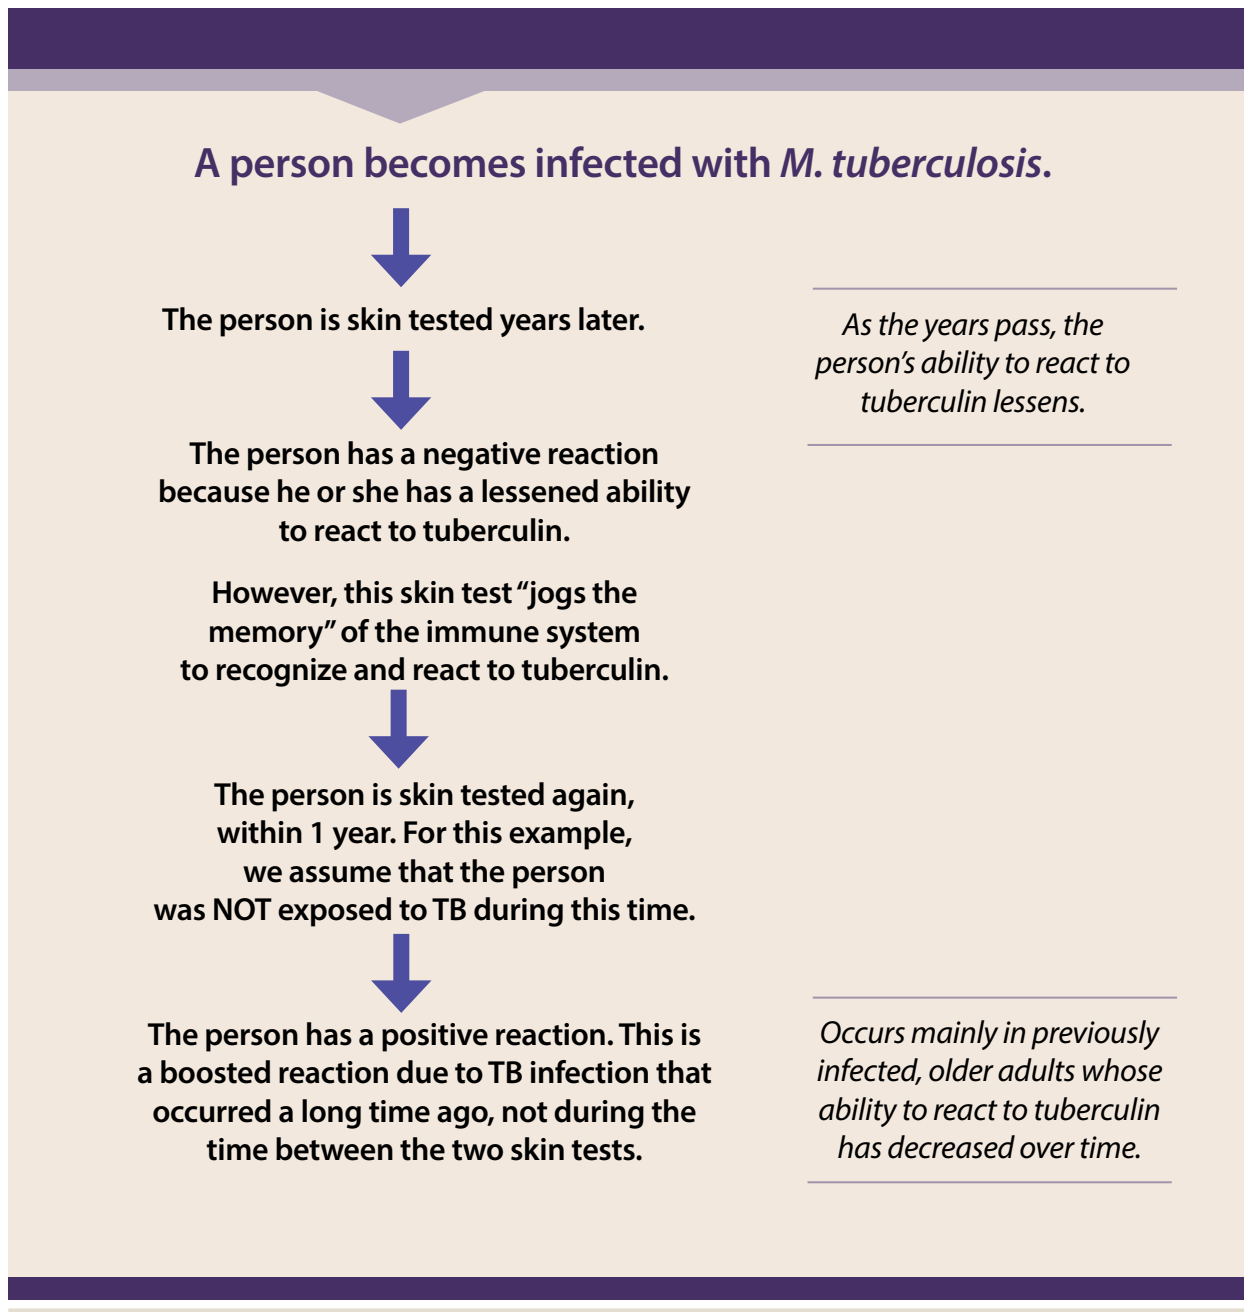 A person becomes infected with M. tuberculosis.
The person is skin tested years later.
As the years pass, the
person’s ability to react to
tuberculin lessens.
The person has a negative reaction
because he or she has a lessened ability
to react to tuberculin.
However, this skin test “jogs the
memory” of the immune system
to recognize and react to tuberculin.
The person is skin tested again,
within 1 year. For this example,
we assume that the person
was NOT exposed to TB during this time.
The person has a positive reaction. This is
a boosted reaction due to TB infection that
occurred a long time ago, not during the
time between the two skin tests.
Occurs mainly in previously
infected, older adults whose
ability to react to tuberculin
has decreased over time.